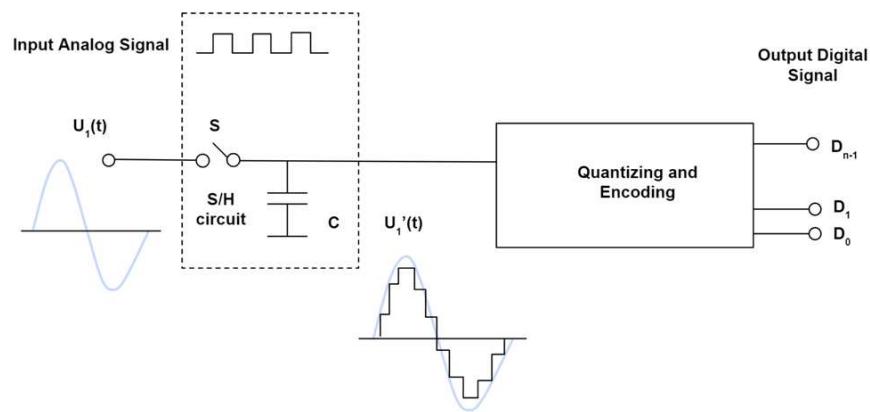 Input Analog Signal
Output Digital
Signal
U₁(t)
S
S/H
circuit
C
U₁'(t)
Quantizing and
Encoding
Dₙ₋₁
D₁
D₀